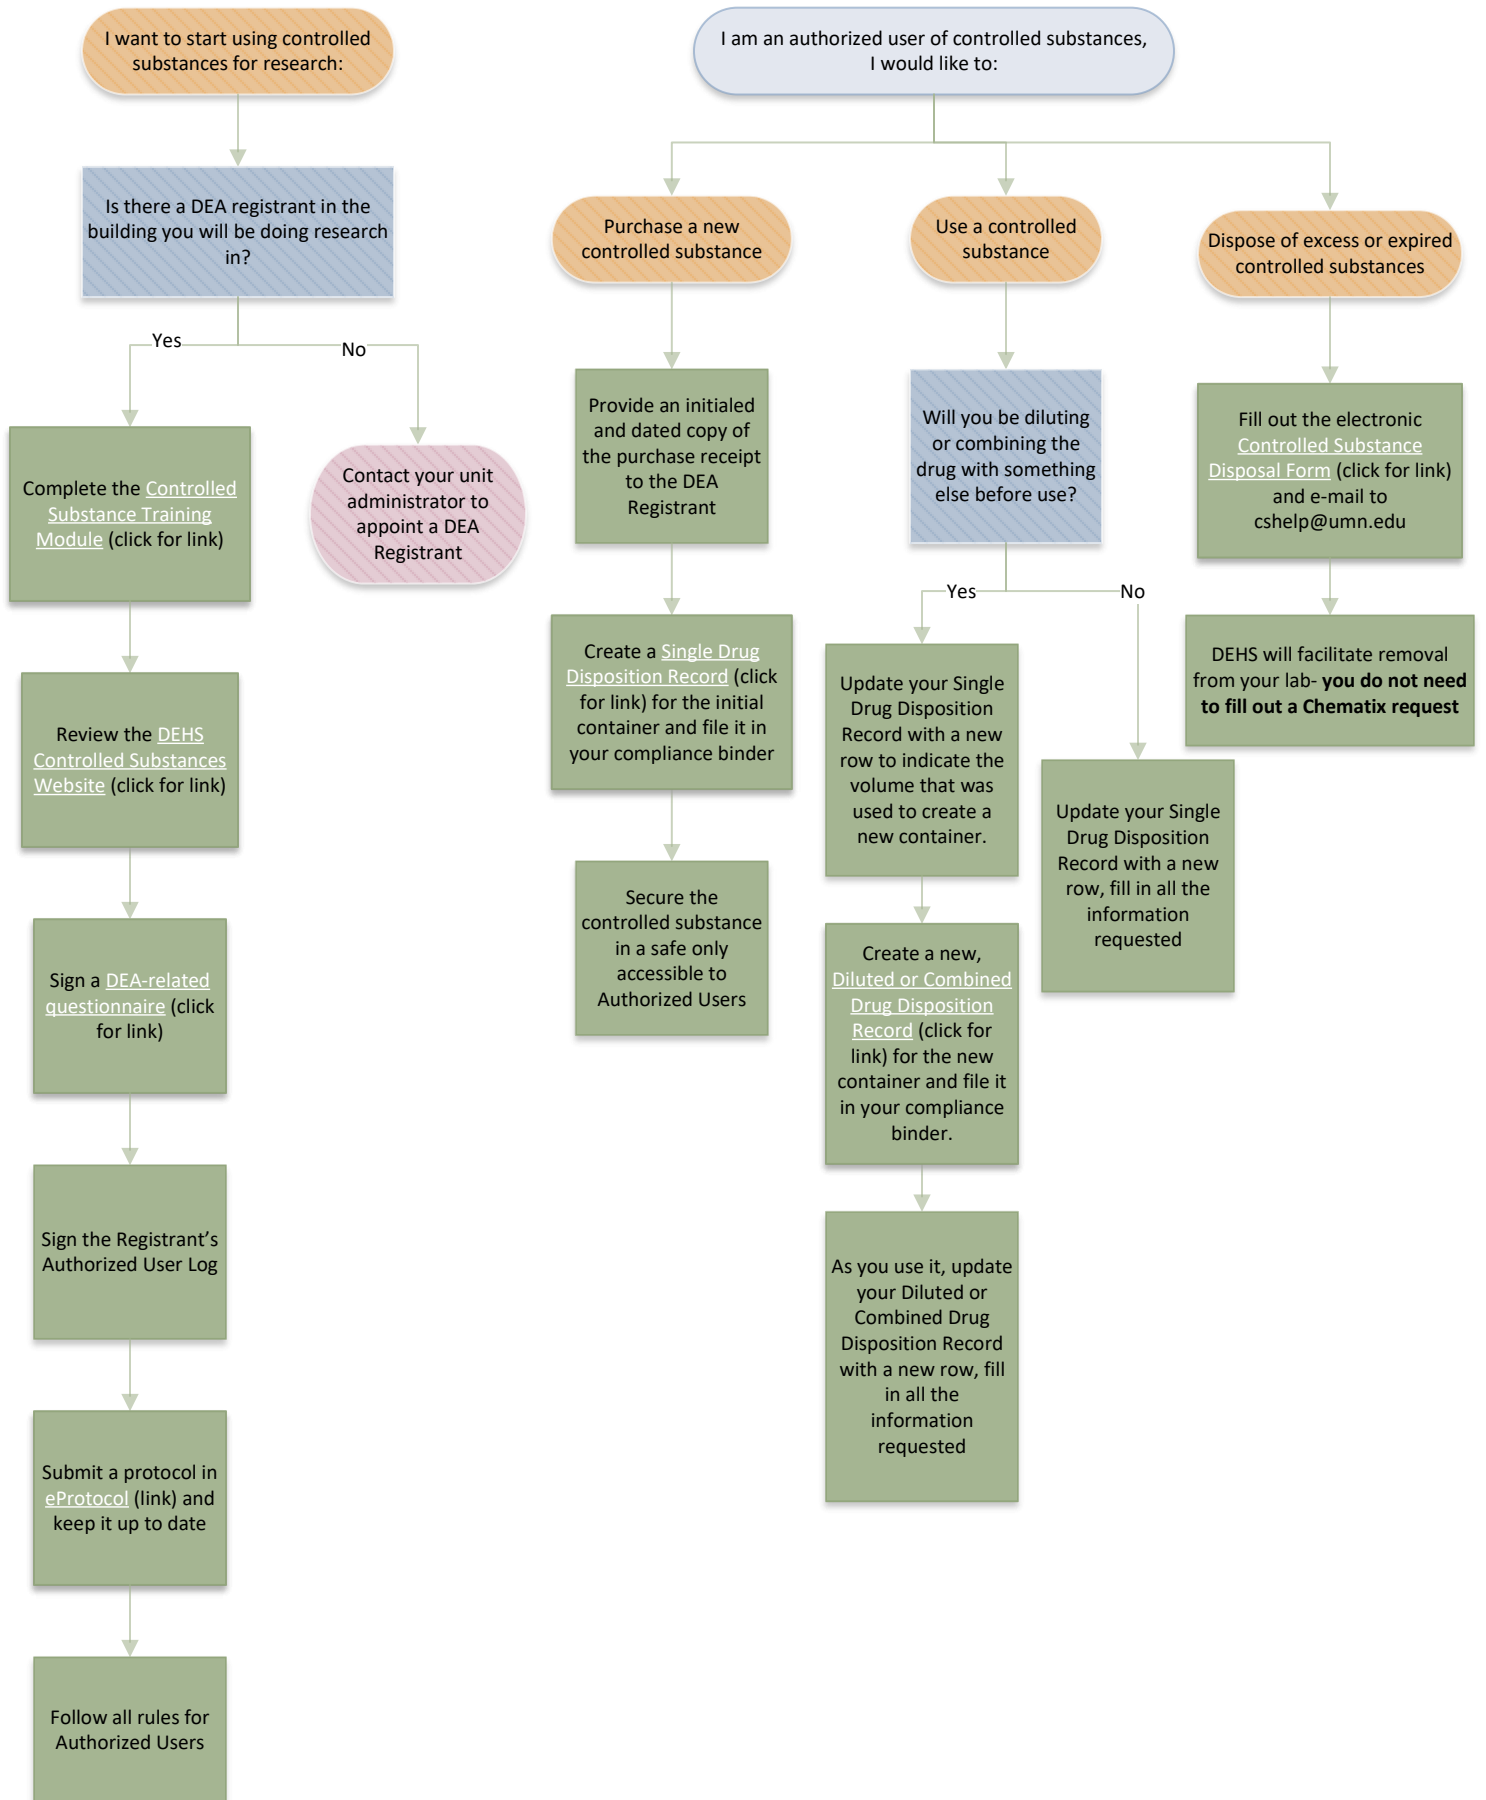 I want to start using controlled
substances for research:
Is there a DEA registrant in the
building you will be doing research
in?
Yes
No
Complete the Controlled
Substance Training
Module (click for link)
Contact your unit
administrator to
appoint a DEA
Registrant
Review the DEHS
Controlled Substances
Website (click for link)
Sign a DEA-related
questionnaire (click
for link)
Sign the Registrant’s
Authorized User Log
Submit a protocol in
eProtocol (link) and
keep it up to date
Follow all rules for
Authorized Users
I am an authorized user of controlled substances,
I would like to:
Purchase a new
controlled substance
Provide an initialed
and dated copy of
the purchase receipt
to the DEA
Registrant
Create a Single Drug
Disposition Record (click
for link) for the initial
container and file it in
your compliance binder
Secure the
controlled substance
in a safe only
accessible to
Authorized Users
Use a controlled
substance
Will you be diluting
or combining the
drug with something
else before use?
Yes
No
Update your Single
Drug Disposition
Record with a new
row to indicate the
volume that was
used to create a
new container.
Create a new,
Diluted or Combined
Drug Disposition
Record (click for
link) for the new
container and file it
in your compliance
binder.
As you use it, update
your Diluted or
Combined Drug
Disposition Record
with a new row, fill
in all the
information
requested
Update your Single
Drug Disposition
Record with a new
row, fill in all the
information
requested
Dispose of excess or expired
controlled substances
Fill out the electronic
Controlled Substance
Disposal Form (click for link)
and e-mail to
cshelp@umn.edu
DEHS will facilitate removal
from your lab- you do not need
to fill out a Chematix request